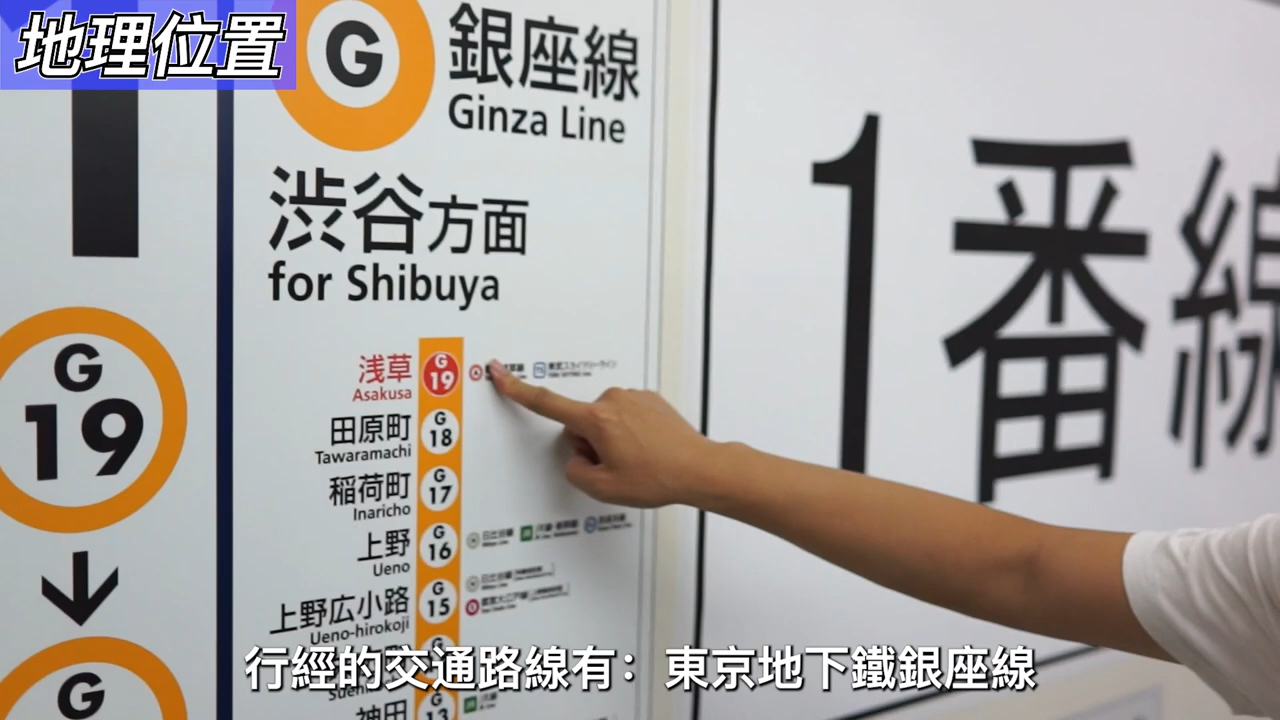 地理位置
G
銀座線
Ginza Line
渋谷方面
for Shibuya
1番線
G
19
浅草
Asakusa
G
19
田原町
Tawaramachi
G
18
稲荷町
Inaricho
G
17
上野
Ueno
G
16
上野広小路
Ueno-hirokoji
G
15
神田
G
13
G
行經的交通路線有：東京地下鐵銀座線